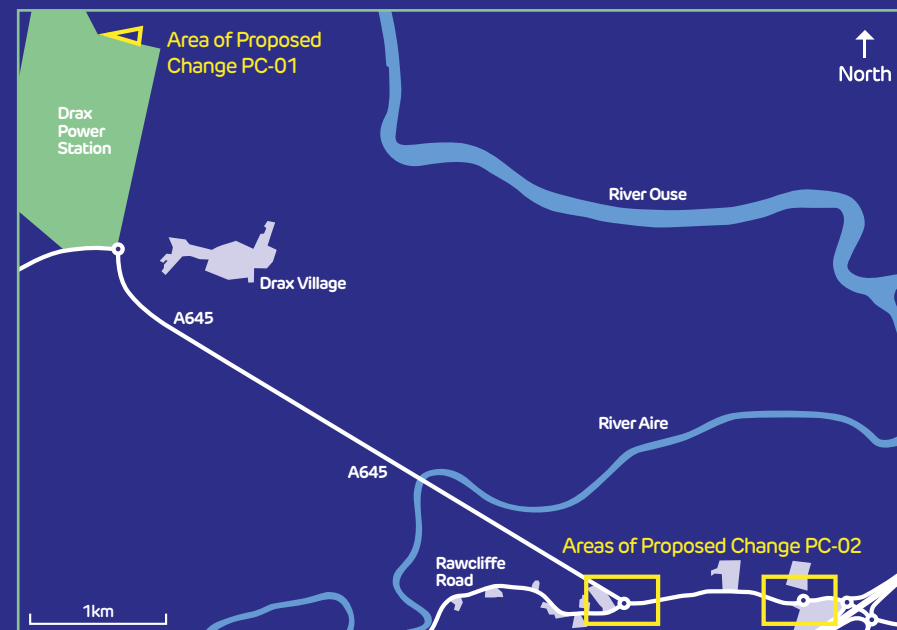 Area of Proposed
Change PC-01
North
Drax
Power
Station
River Ouse
Drax Village
A645
River Aire
A645
Areas of Proposed Change PC-02
Rawcliffe
Road
1km